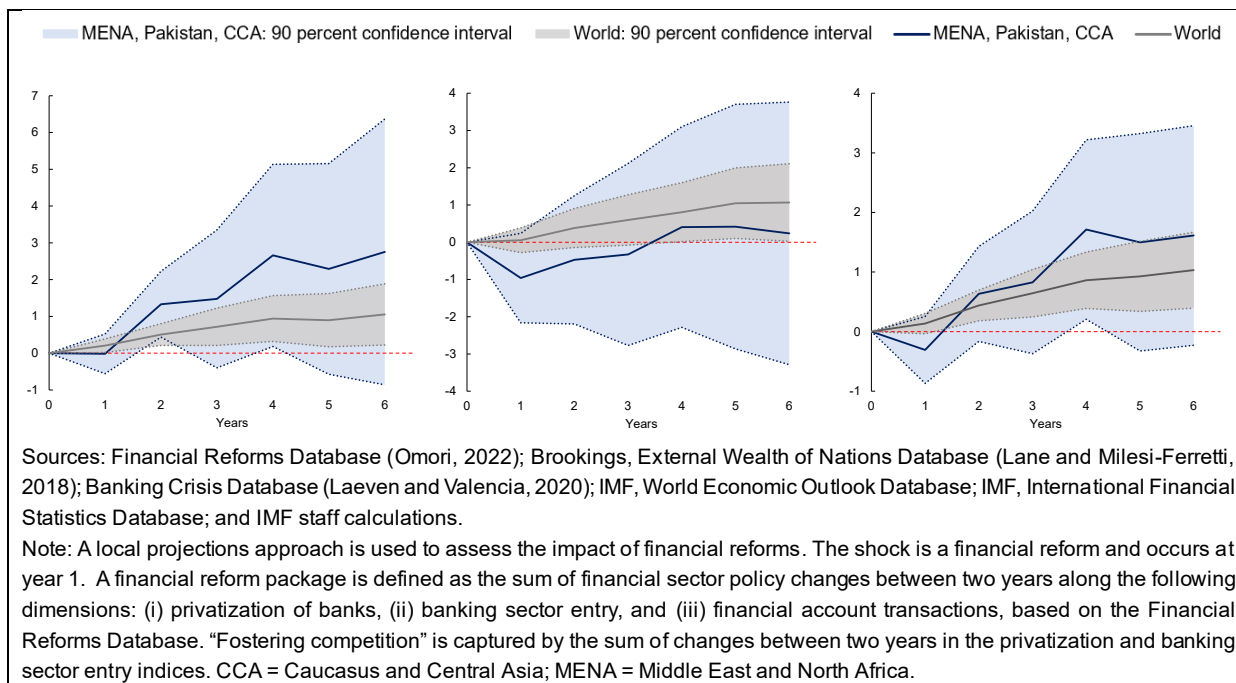 MENA, Pakistan, CCA: 90 percent confidence interval World: 90 percent confidence interval MENA, Pakistan, CCA World
7
6
5
4
3
2
1
0
-1
0 1 2 3 4 5 6
Years
4
3
2
1
0
-1
-2
-3
-4
0 1 2 3 4 5 6
Years
4
3
2
1
0
-1
0 1 2 3 4 5 6
Years
Sources: Financial Reforms Database (Omori, 2022); Brookings, External Wealth of Nations Database (Lane and Milesi-Ferretti,
2018); Banking Crisis Database (Laeven and Valencia, 2020); IMF, World Economic Outlook Database; IMF, International Financial
Statistics Database; and IMF staff calculations.
Note: A local projections approach is used to assess the impact of financial reforms. The shock is a financial reform and occurs at
year 1. A financial reform package is defined as the sum of financial sector policy changes between two years along the following
dimensions: (i) privatization of banks, (ii) banking sector entry, and (iii) financial account transactions, based on the Financial
Reforms Database. “Fostering competition” is captured by the sum of changes between two years in the privatization and banking
sector entry indices. CCA = Caucasus and Central Asia; MENA = Middle East and North Africa.